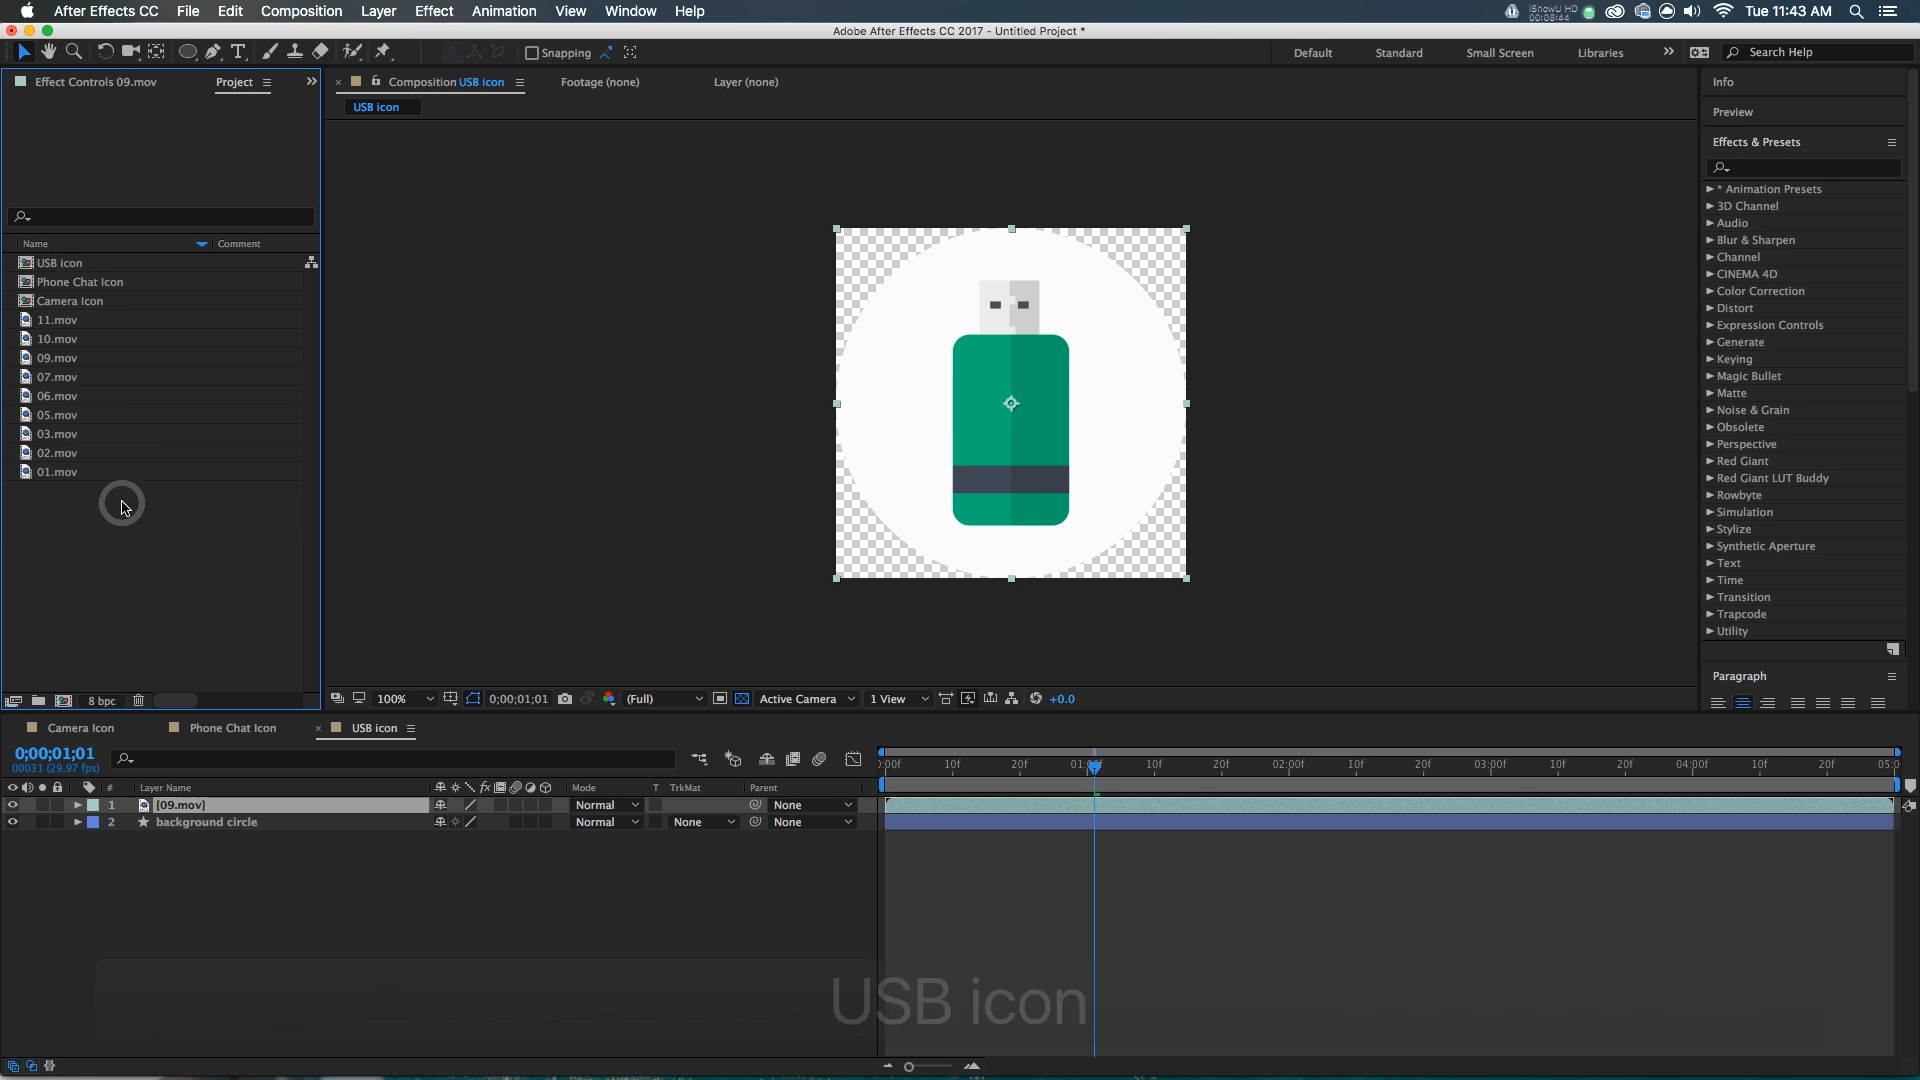 After Effects CC File Edit Composition Layer Effect Animation View Window Help
iShowU HD
00:08:44
Tue 11:43 AM
Adobe After Effects CC 2017 - Untitled Project *
Snapping
Default Standard Small Screen Libraries
Search Help
Effect Controls 09.mov
Project
Composition USB icon
Footage (none)
Layer (none)
USB icon
Name Comment
USB icon
Phone Chat Icon
Camera Icon
11.mov
10.mov
09.mov
07.mov
06.mov
05.mov
03.mov
02.mov
01.mov
8 bpc
100%
0;00;01;01
(Full)
Active Camera
1 View
+0.0
Info
Preview
Effects & Presets
* Animation Presets
3D Channel
Audio
Blur & Sharpen
Channel
CINEMA 4D
Color Correction
Distort
Expression Controls
Generate
Keying
Magic Bullet
Matte
Noise & Grain
Obsolete
Perspective
Red Giant
Red Giant LUT Buddy
Rowbyte
Simulation
Stylize
Synthetic Aperture
Text
Time
Transition
Trapcode
Utility
Paragraph
Camera Icon
Phone Chat Icon
USB icon
0;00;01;01
00031 (29.97 fps)
# Layer Name Mode T TrkMat Parent
1 [09.mov] Normal None
2 background circle Normal None None
):00f 10f 20f 01:00f 10f 20f 02:00f 10f 20f 03:00f 10f 20f 04:00f 10f 20f 05:0
USB icon